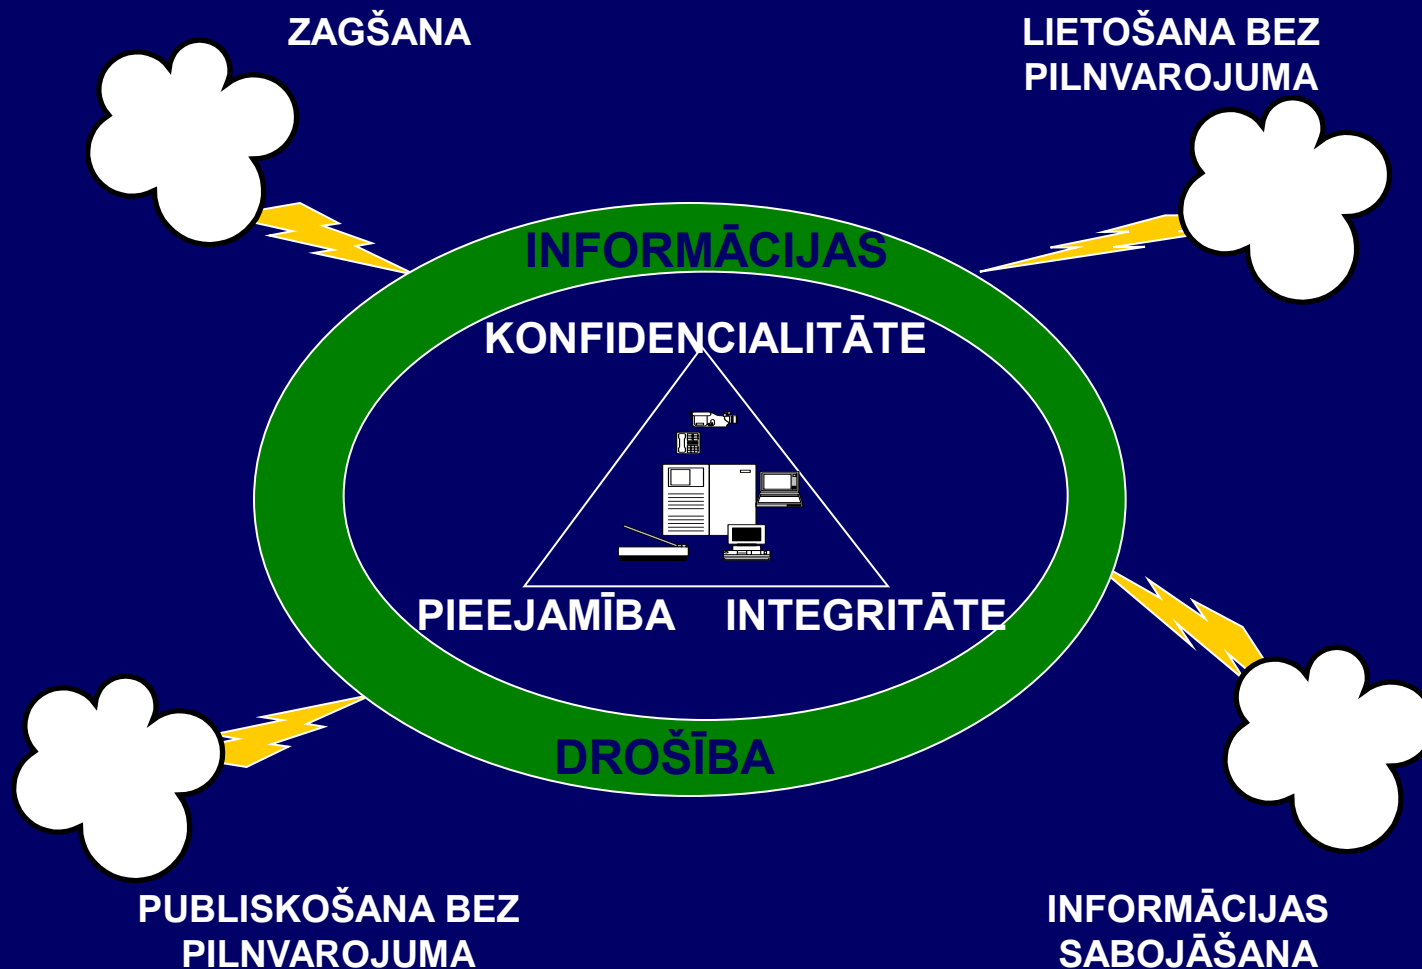 ZAGŠANA
LIETOŠANA BEZ
PILNVAROJUMA
INFORMĀCIJAS
KONFIDENCIALITĀTE
PIEEJAMĪBA
INTEGRITĀTE
DROŠĪBA
PUBLISKOŠANA BEZ
PILNVAROJUMA
INFORMĀCIJAS
SABOJĀŠANA